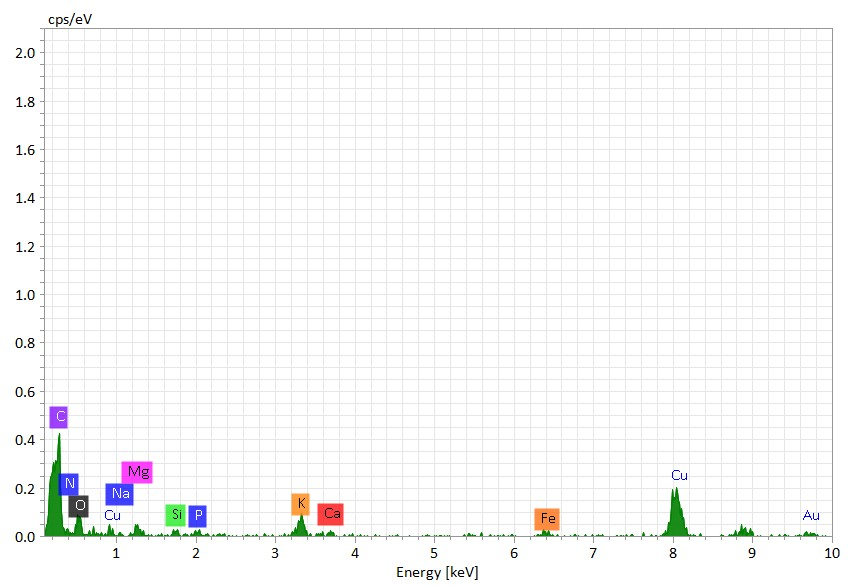 cps/eV
2.0
1.8
1.6
1.4
1.2
1.0
0.8
0.6
0.4
0.2
0.0
C
N
O
Cu
Na
Mg
Si
P
K
Ca
Fe
Cu
Au
1 2 3 4 5 6 7 8 9 10
Energy [keV]